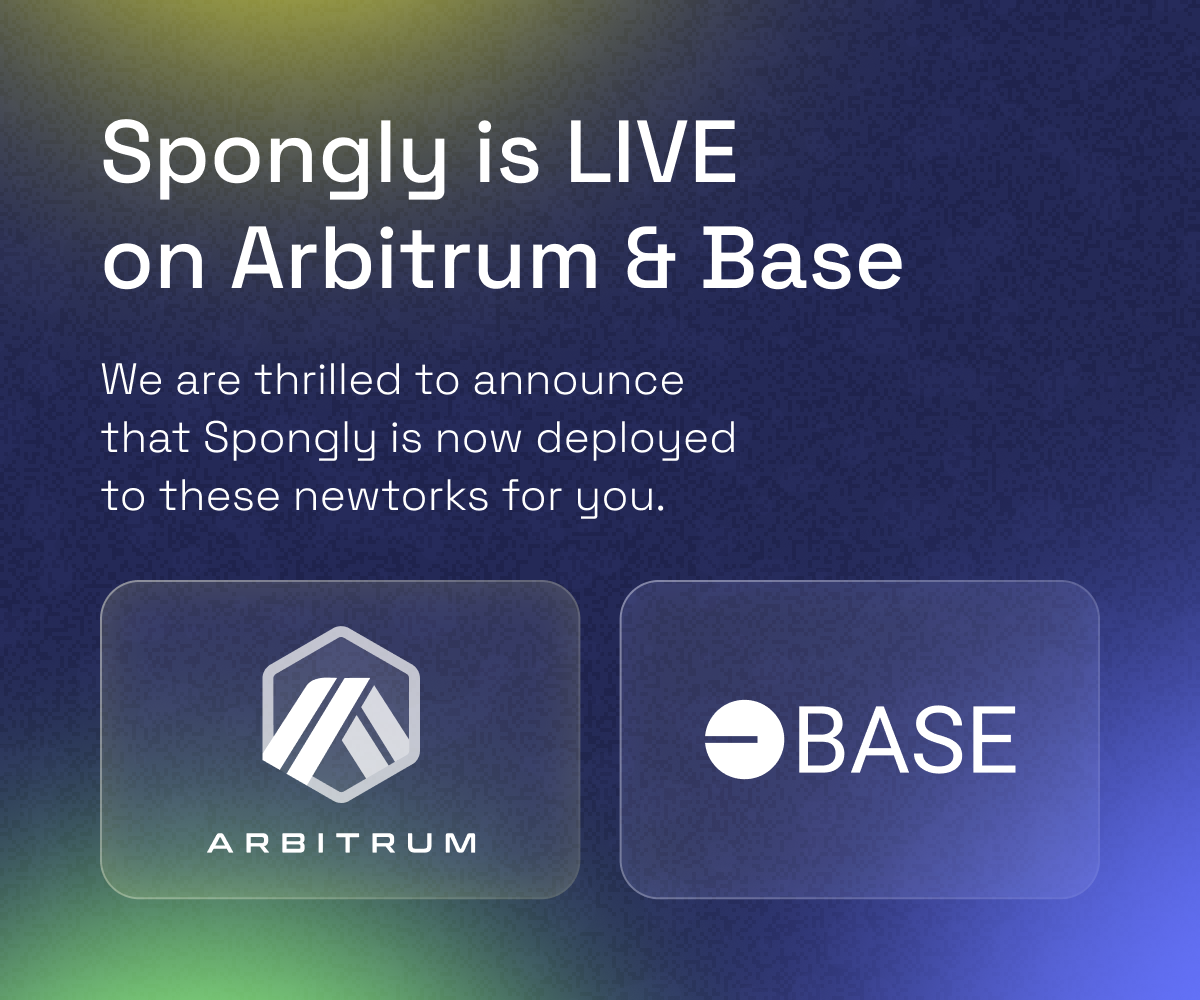 Spongly is LIVE
on Arbitrum & Base
We are thrilled to announce
that Spongly is now deployed
to these newtorks for you.
ARBITRUM
BASE